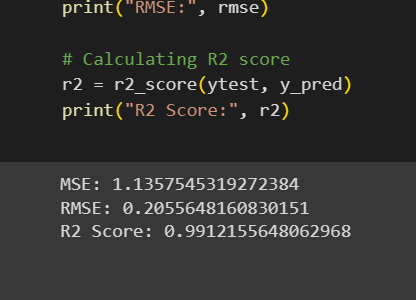 print("RMSE:", rmse)
# Calculating R2 score
r2 = r2_score(ytest, y_pred)
print("R2 Score:", r2)
MSE: 1.1357545319272384
RMSE: 0.2055648160830151
R2 Score: 0.9912155648062968